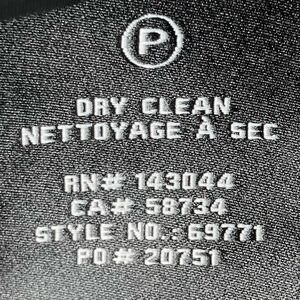 P
DRY CLEAN
NETTOYAGE À SEC
RN# 143044
CA# 58734
STYLE NO.: 69771
PO# 20751